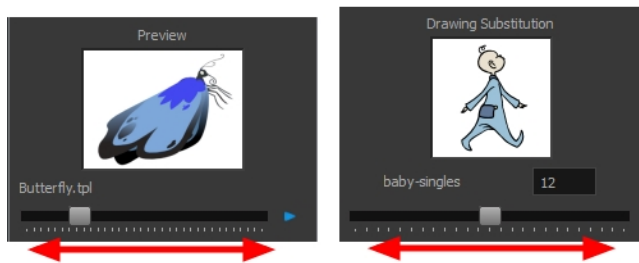 Preview
Butterfly.tpl
Drawing Substitution
baby-singles
12